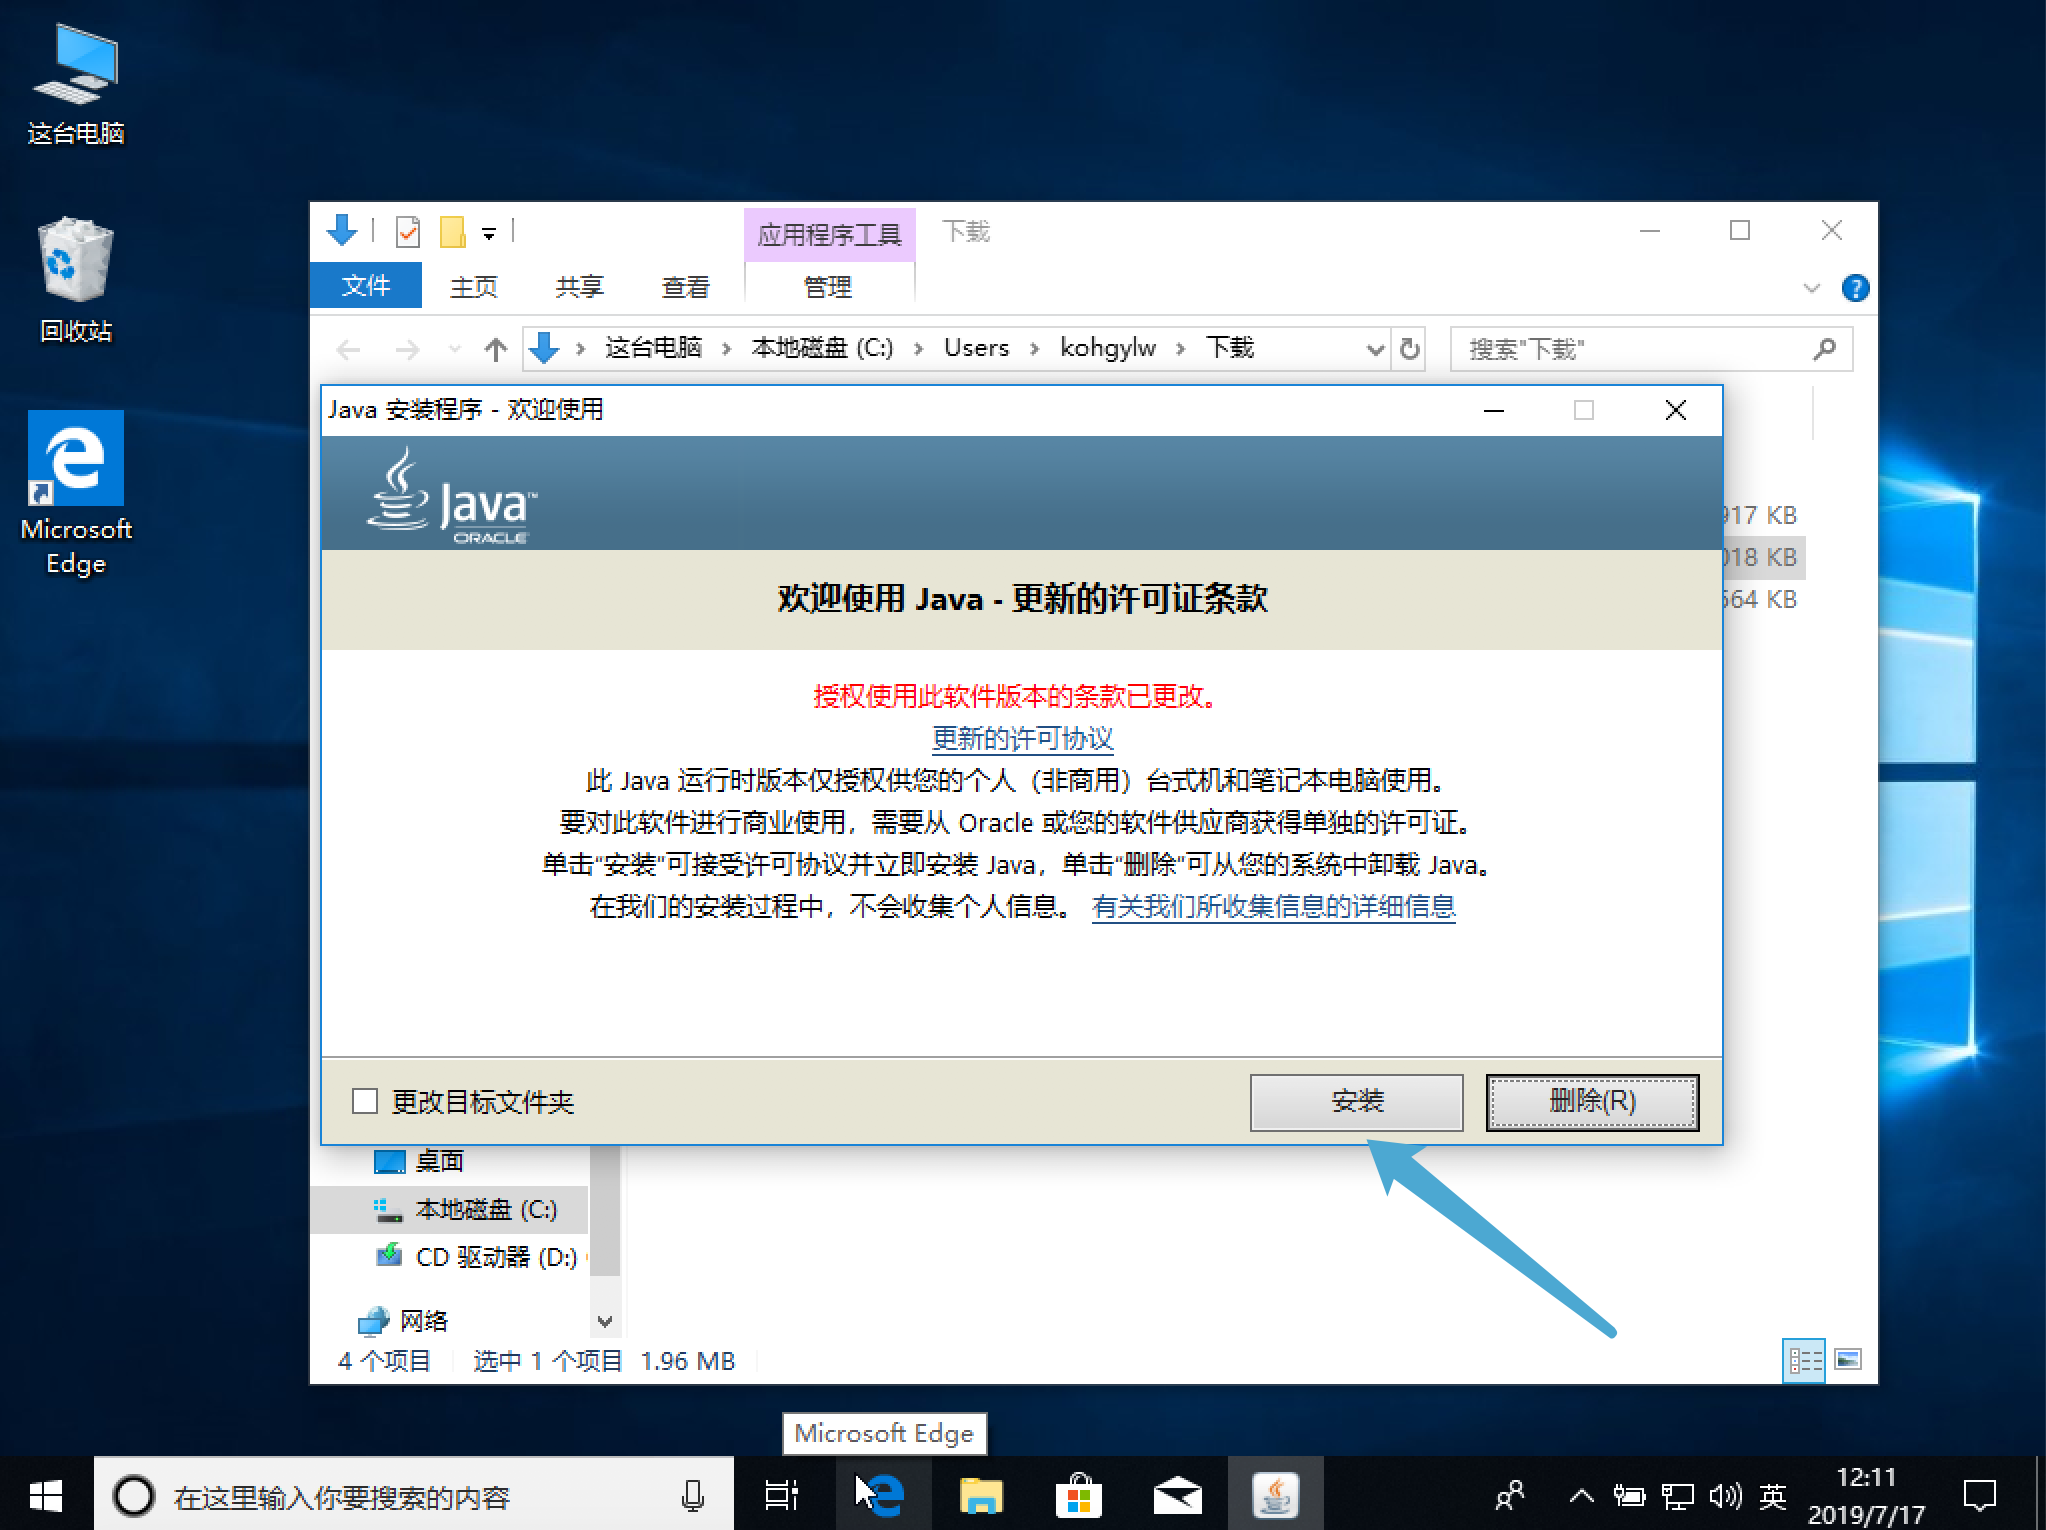 这台电脑
回收站
Microsoft
Edge
应用程序工具
下载
文件
主页
共享
查看
管理
这台电脑 › 本地磁盘 (C:) › Users › kohgylw › 下载
搜索"下载"
Java 安装程序 - 欢迎使用
Java™
ORACLE
917 KB
018 KB
564 KB
欢迎使用 Java - 更新的许可证条款
授权使用此软件版本的条款已更改。
更新的许可协议
此 Java 运行时版本仅授权供您的个人（非商用）台式机和笔记本电脑使用。
要对此软件进行商业使用，需要从 Oracle 或您的软件供应商获得单独的许可证。
单击“安装”可接受许可协议并立即安装 Java，单击“删除”可从您的系统中卸载 Java。
在我们的安装过程中，不会收集个人信息。 有关我们所收集信息的详细信息
更改目标文件夹
安装
删除(R)
桌面
本地磁盘 (C:)
CD 驱动器 (D:)
网络
4 个项目
选中 1 个项目 1.96 MB
Microsoft Edge
在这里输入你要搜索的内容
英
12:11
2019/7/17